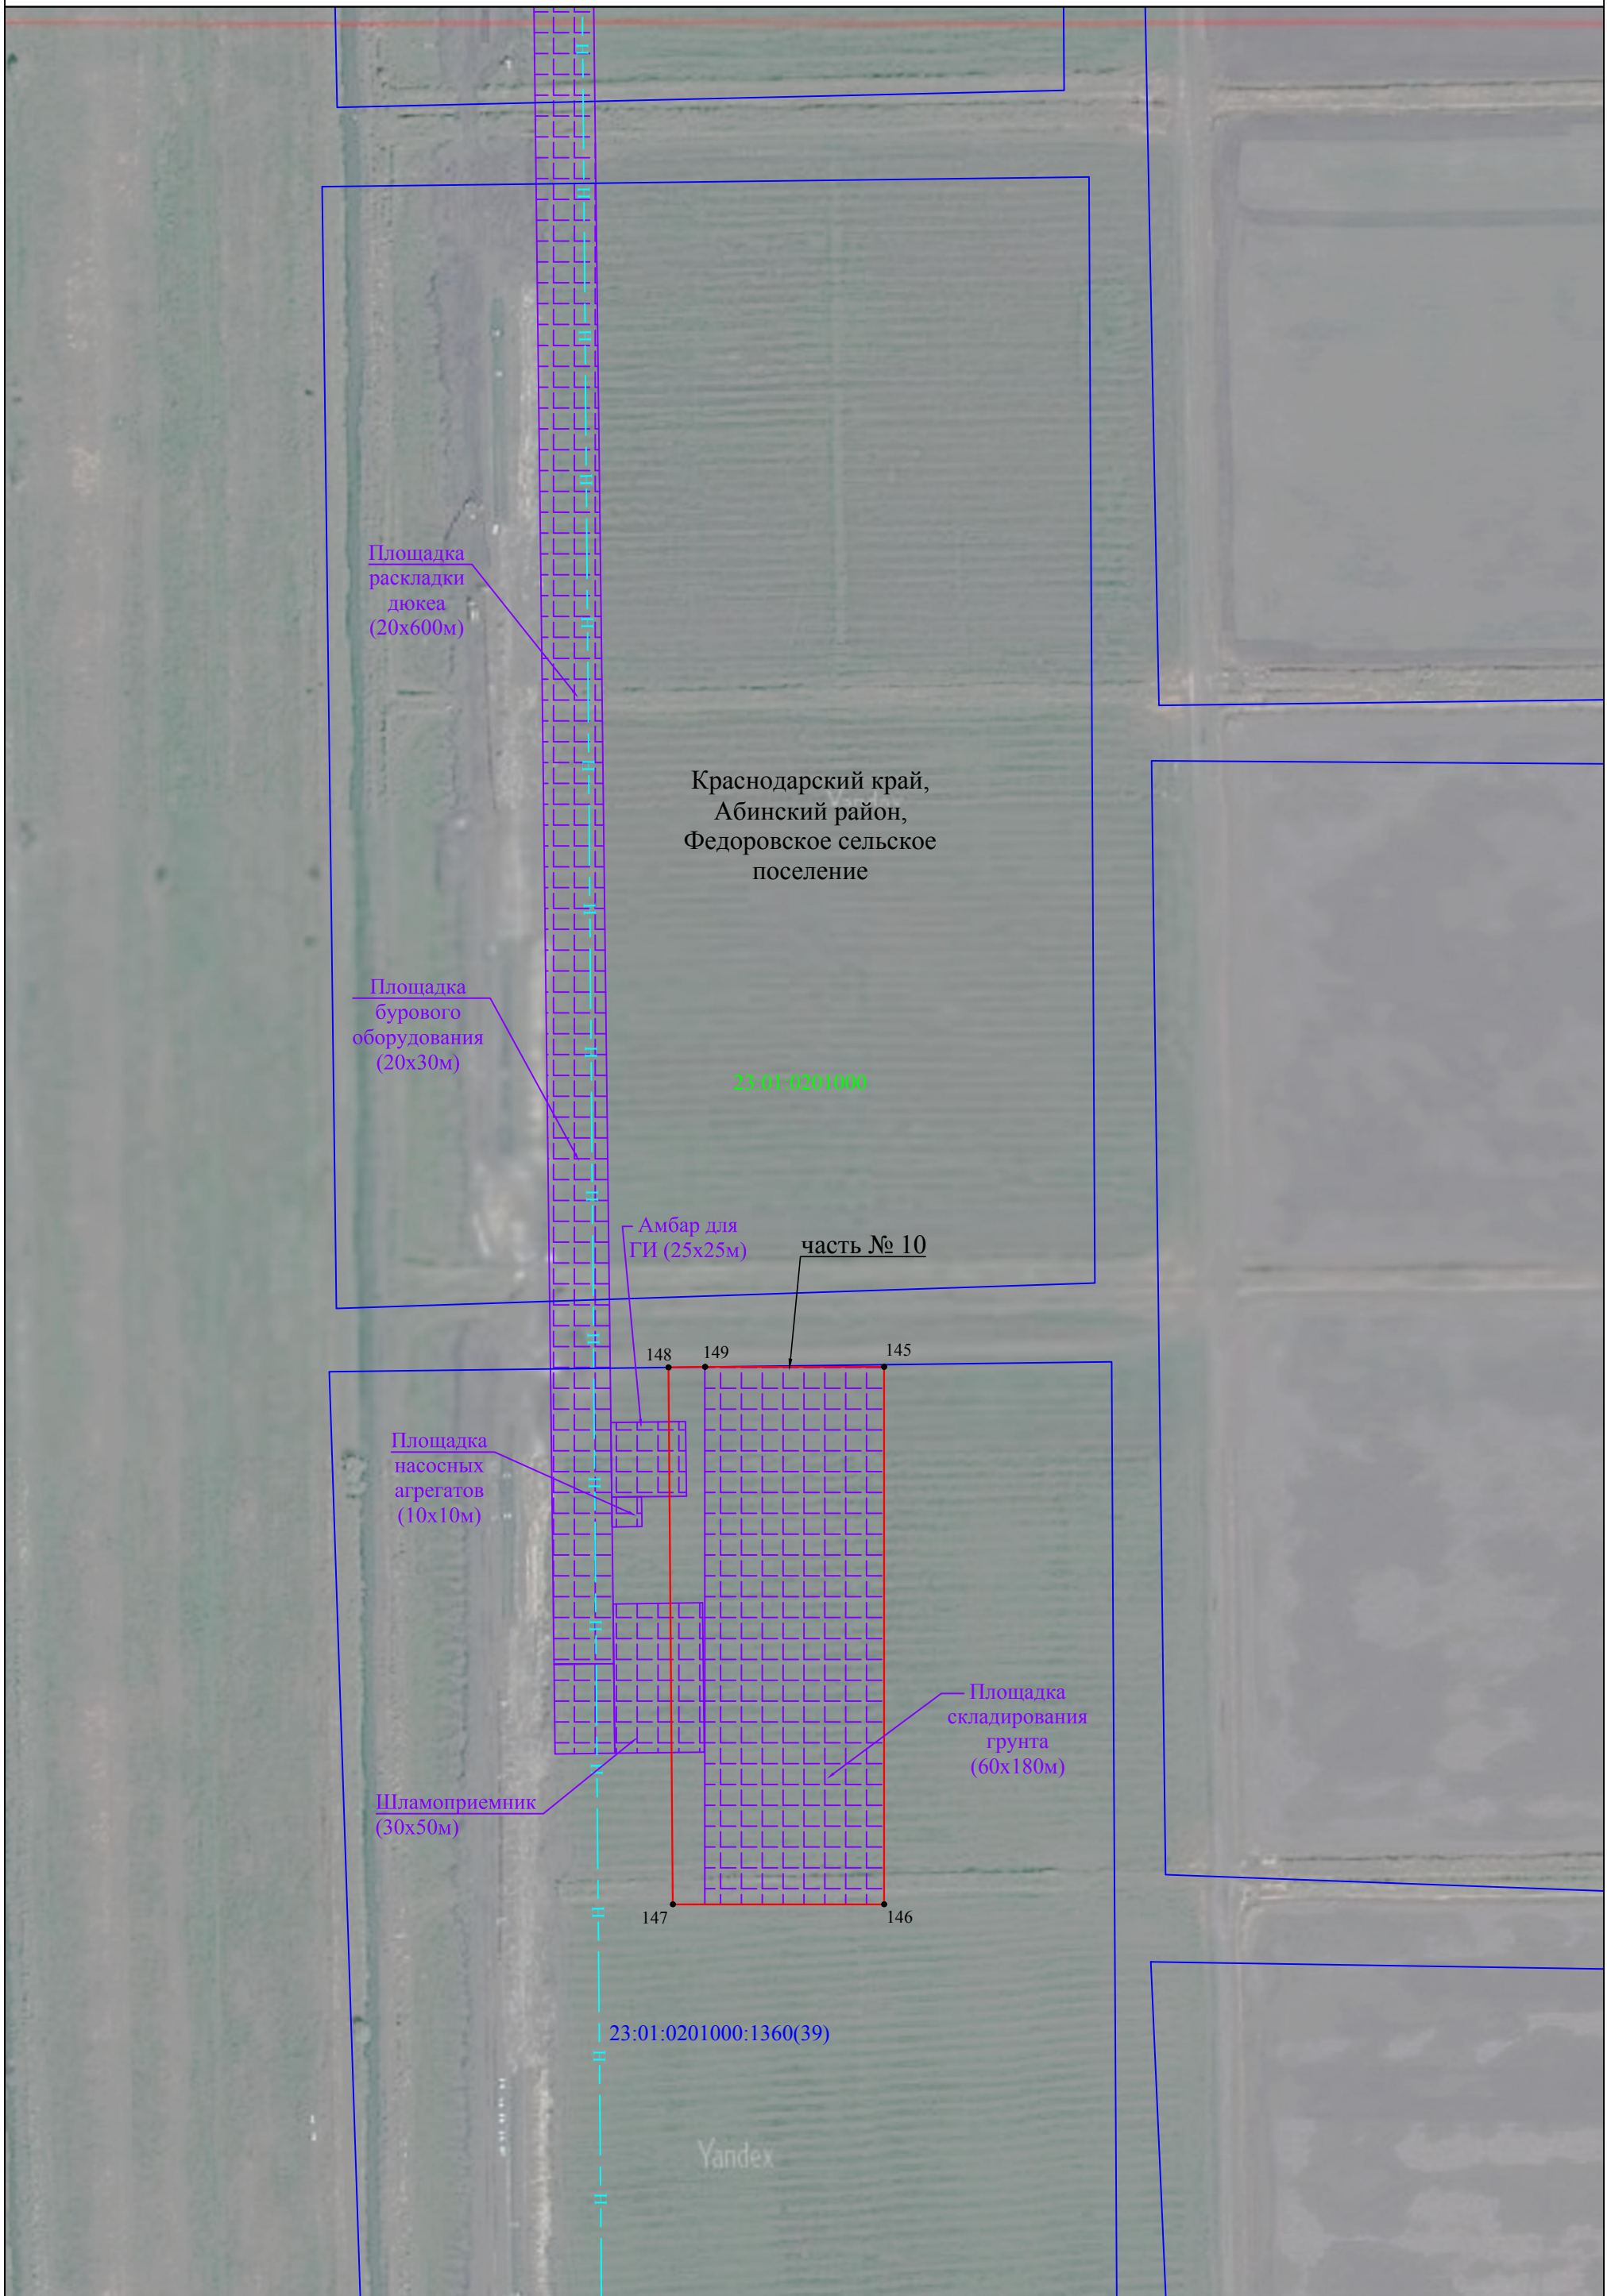 Площадка
раскладки
дюкеа
(20х600м)
Краснодарский край,
Абинский район,
Федоровское сельское
поселение
Площадка
бурового
оборудования
(20х30м)
23:01:0201000
Амбар для
ГИ (25х25м)
часть № 10
148
149
145
Площадка
насосных
агрегатов
(10х10м)
Площадка
складирования
грунта
(60х180м)
Шламоприемник
(30х50м)
147
146
23:01:0201000:1360(39)
Yandex